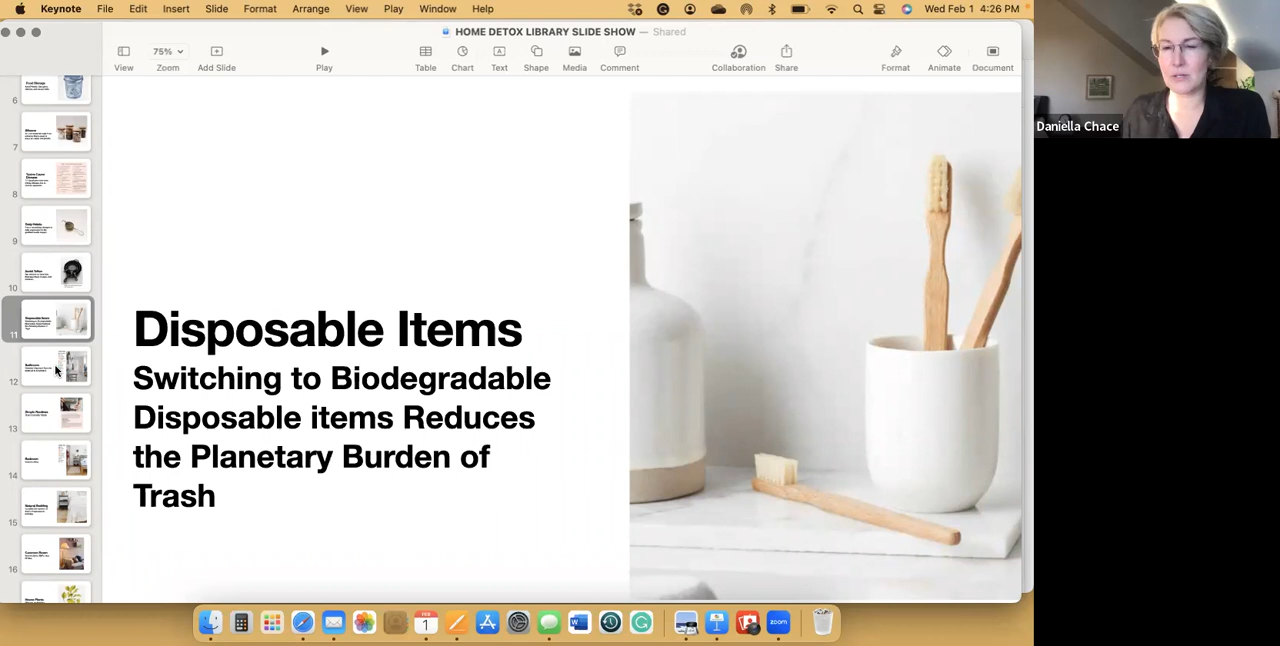 Keynote File Edit Insert Slide Format Arrange View Play Window Help Wed Feb 1 4:26 PM
HOME DETOX LIBRARY SLIDE SHOW — Shared
75%
View Zoom Add Slide Play Table Chart Text Shape Media Comment Collaboration Share Format Animate Document
Daniella Chace
6
7
8
9
10
11
12
13
14
15
16
Disposable Items
Switching to Biodegradable
Disposable items Reduces
the Planetary Burden of
Trash
FEB
1
zoom